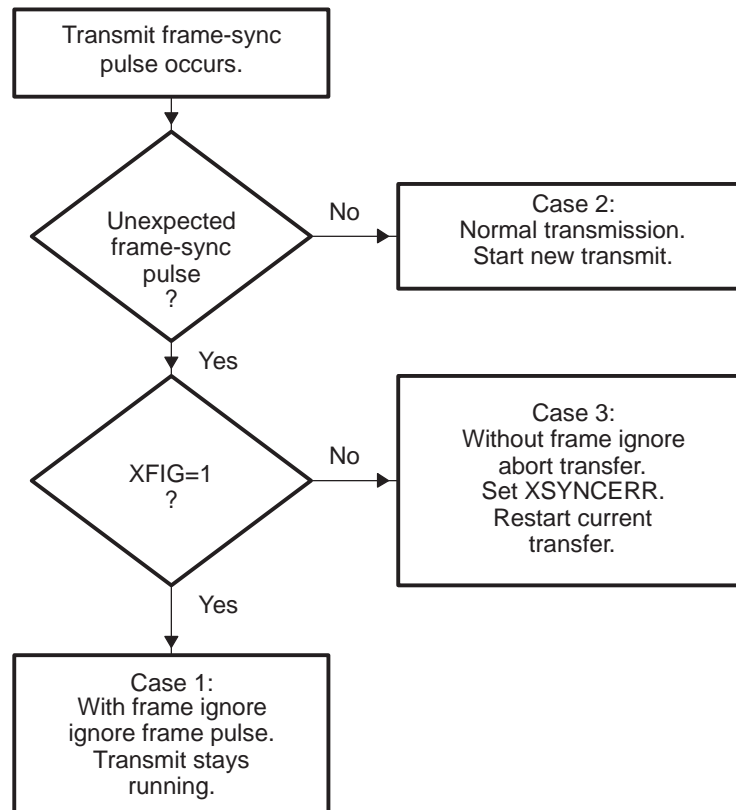 Transmit frame-sync
pulse occurs.
Unexpected
frame-sync
pulse
?
No
Case 2:
Normal transmission.
Start new transmit.
Yes
XFIG=1
?
No
Case 3:
Without frame ignore
abort transfer.
Set XSYNCERR.
Restart current
transfer.
Yes
Case 1:
With frame ignore
ignore frame pulse.
Transmit stays
running.